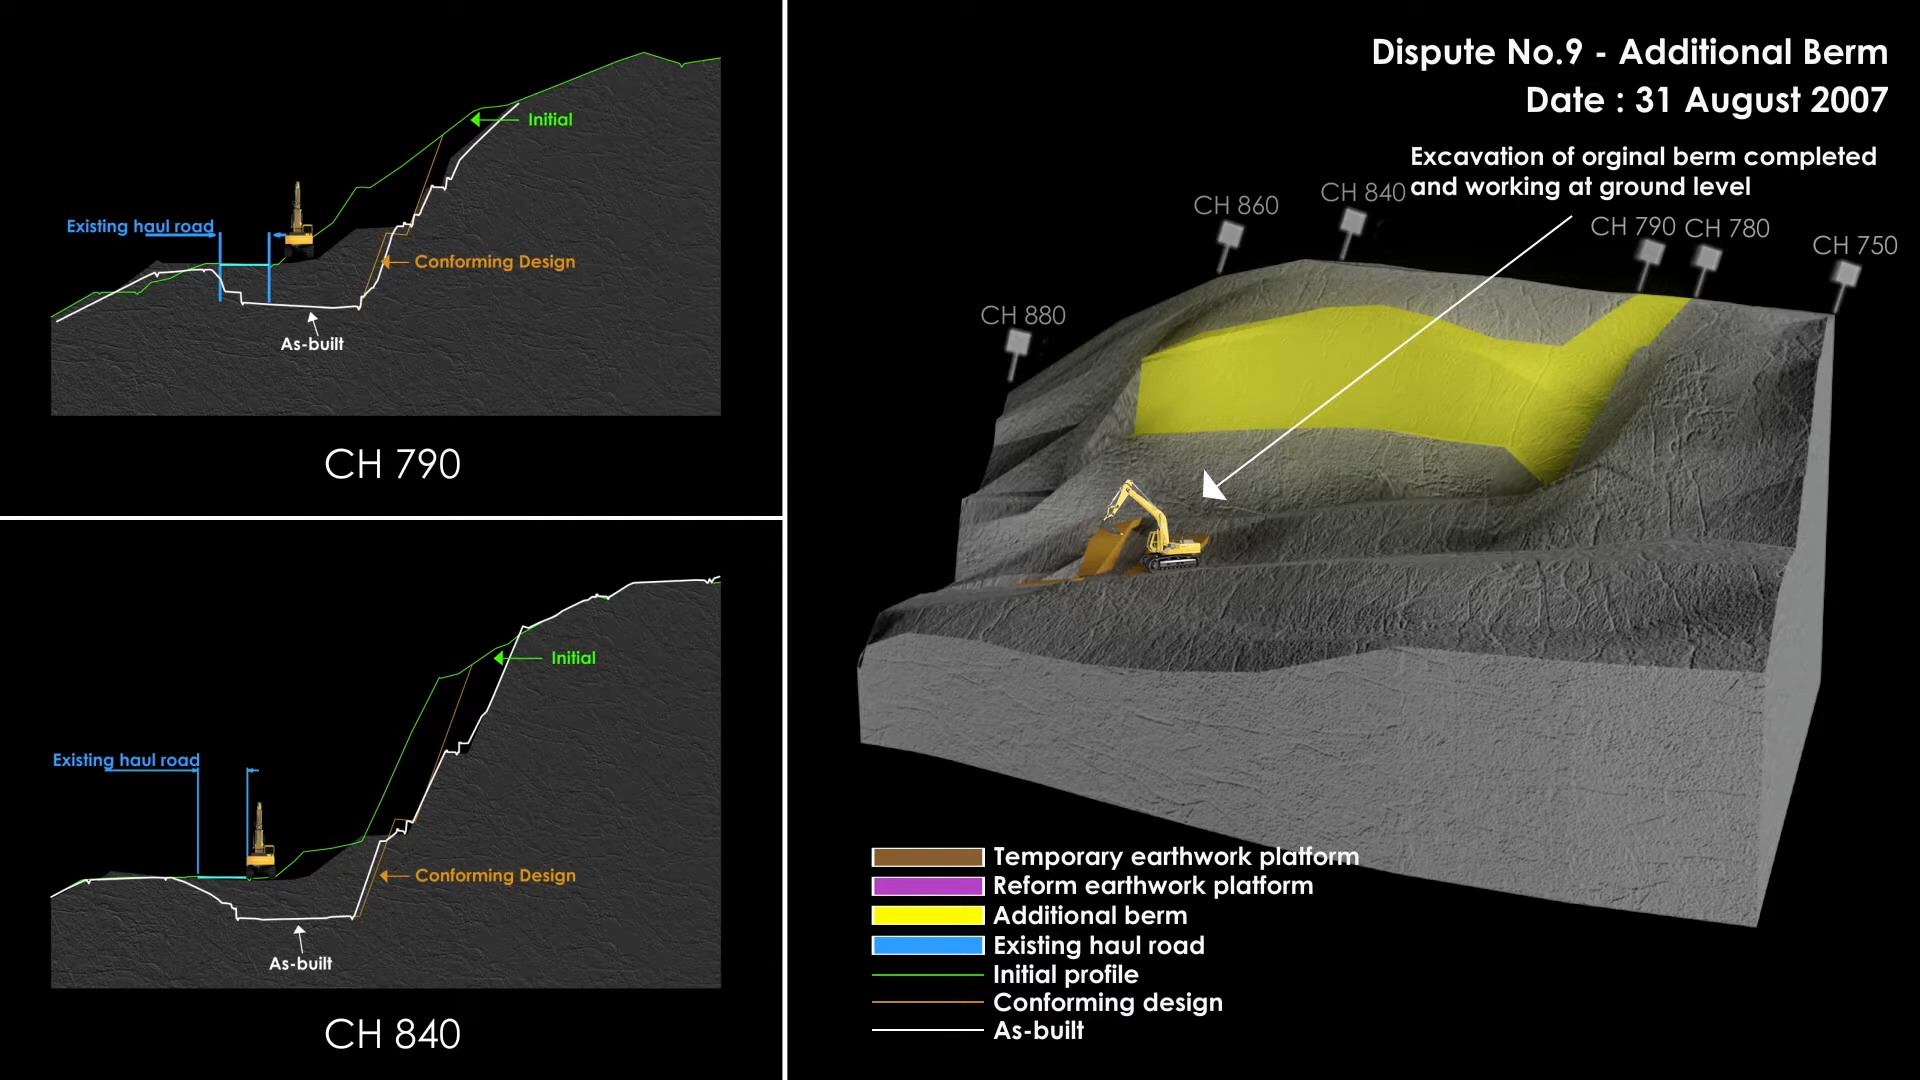 Existing haul road
Initial
Conforming Design
As-built
CH 790
Existing haul road
Initial
Conforming Design
As-built
CH 840
Dispute No.9 - Additional Berm
Date : 31 August 2007
Excavation of orginal berm completed
and working at ground level
CH 860
CH 840
CH 790
CH 780
CH 750
CH 880
Temporary earthwork platform
Reform earthwork platform
Additional berm
Existing haul road
Initial profile
Conforming design
As-built